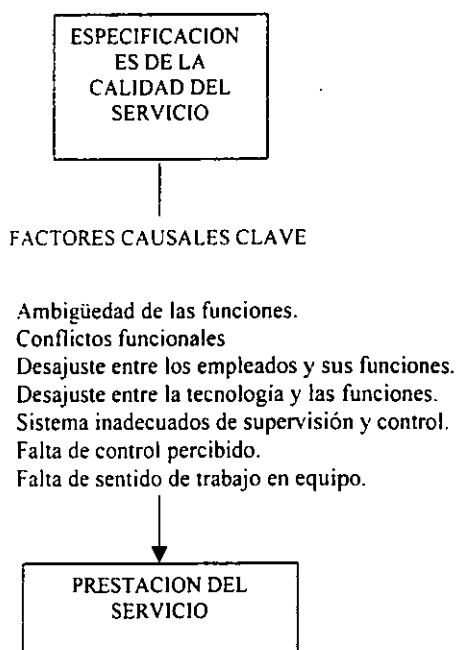 ESPECIFICACION
ES DE LA
CALIDAD DEL
SERVICIO
FACTORES CAUSALES CLAVE
Ambigüedad de las funciones.
Conflictos funcionales
Desajuste entre los empleados y sus funciones.
Desajuste entre la tecnología y las funciones.
Sistema inadecuados de supervisión y control.
Falta de control percibido.
Falta de sentido de trabajo en equipo.
PRESTACION DEL
SERVICIO